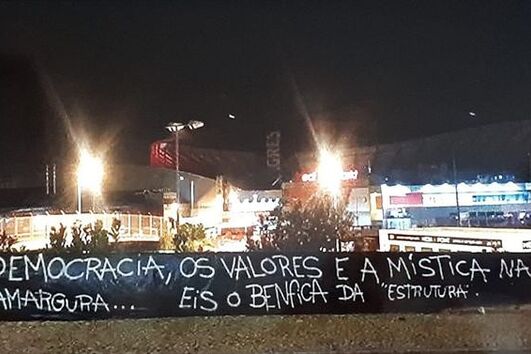 DEMOCRACIA, OS VALORES E A MÍSTICA NA
AMARGURA... EIS O BENFICA DA "ESTRUTURA".